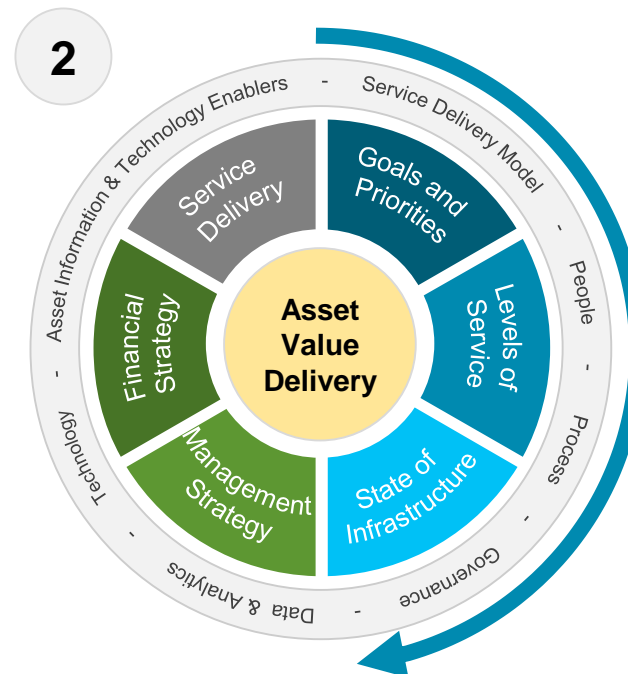 2
Asset Information & Technology Enablers - Service Delivery Model - People - Process - Governance - Data & Analytics - Technology -
Goals and
Priorities
Levels of
Service
State of
Infrastructure
Management
Strategy
Financial
Strategy
Service
Delivery
Asset
Value
Delivery